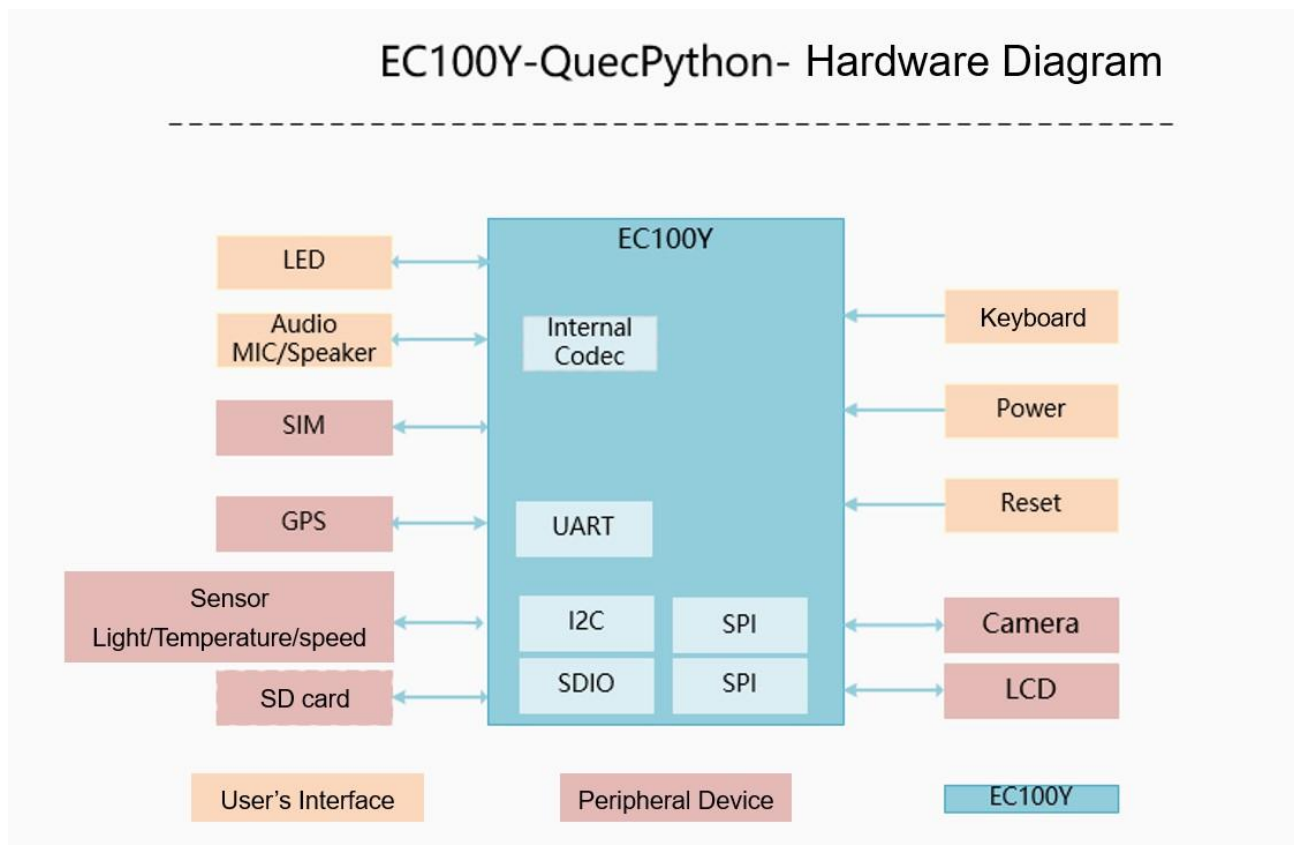 EC100Y-QuecPython- Hardware Diagram
EC100Y
LED
Audio
MIC/Speaker
SIM
GPS
Sensor
Light/Temperature/speed
SD card
Internal
Codec
UART
I2C
SPI
SDIO
SPI
Keyboard
Power
Reset
Camera
LCD
User's Interface
Peripheral Device
EC100Y